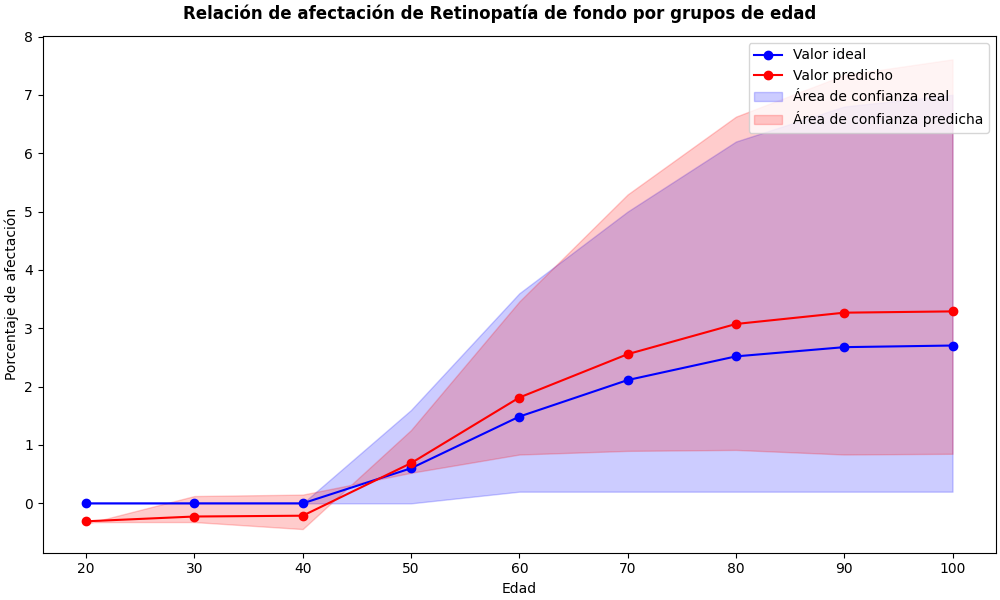 Relación de afectación de Retinopatía de fondo por grupos de edad
Valor ideal
Valor predicho
Área de confianza real
Área de confianza predicha
Porcentaje de afectación
8
7
6
5
4
3
2
1
0
20 30 40 50 60 70 80 90 100
Edad